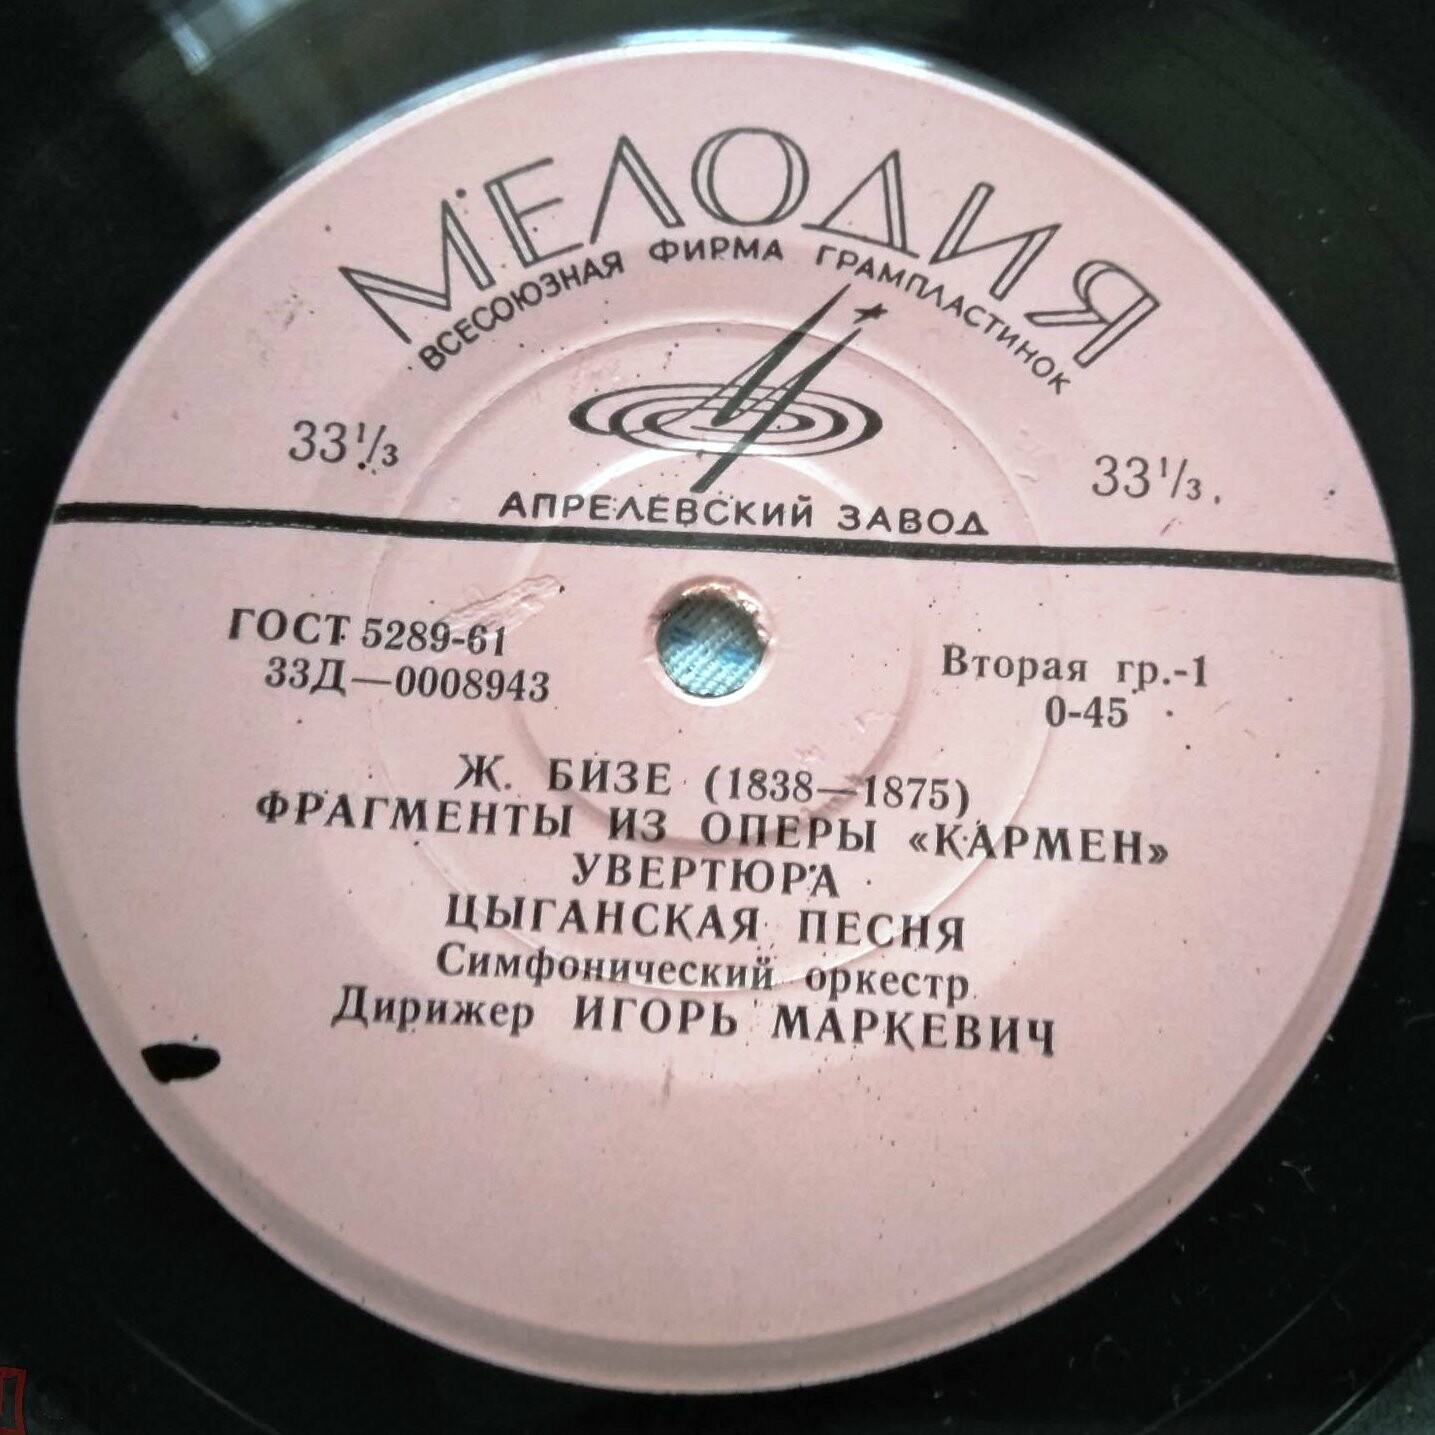 МЕЛОДИЯ
ВСЕСОЮЗНАЯ ФИРМА ГРАМПЛАСТИНОК
33⅓ 33⅓
АПРЕЛЕВСКИЙ ЗАВОД
ГОСТ 5289-61
33Д—0008943
Вторая гр.-1
0-45
Ж. БИЗЕ (1838—1875)
ФРАГМЕНТЫ ИЗ ОПЕРЫ «КАРМЕН»
УВЕРТЮРА
ЦЫГАНСКАЯ ПЕСНЯ
Симфонический оркестр
Дирижер ИГОРЬ МАРКЕВИЧ